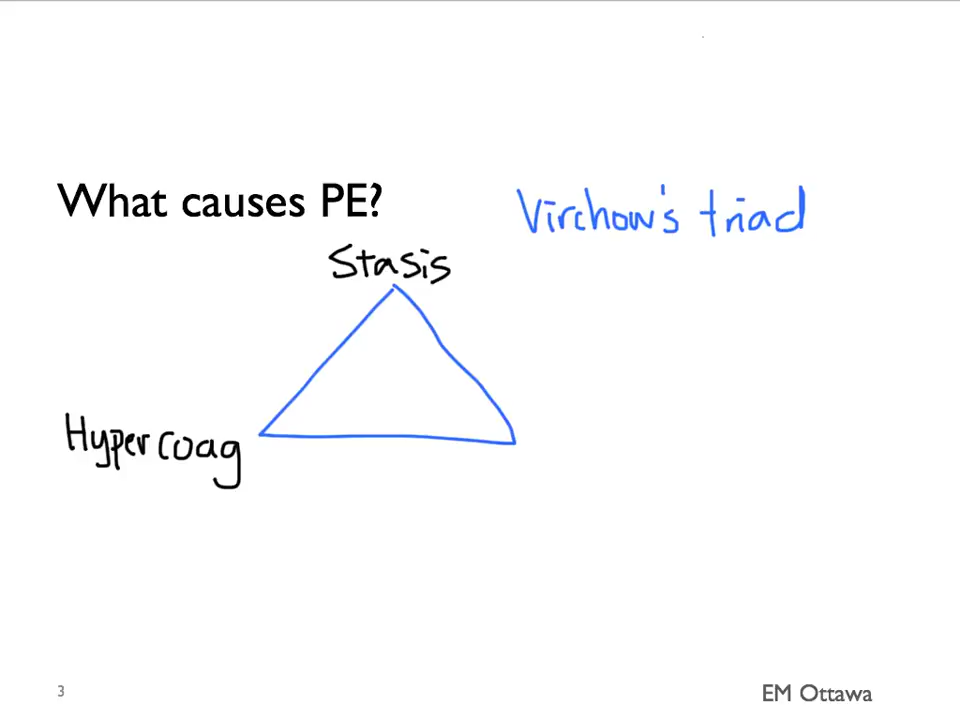 What causes PE?
Virchow's triad
Stasis
Hypercoag
3
EM Ottawa